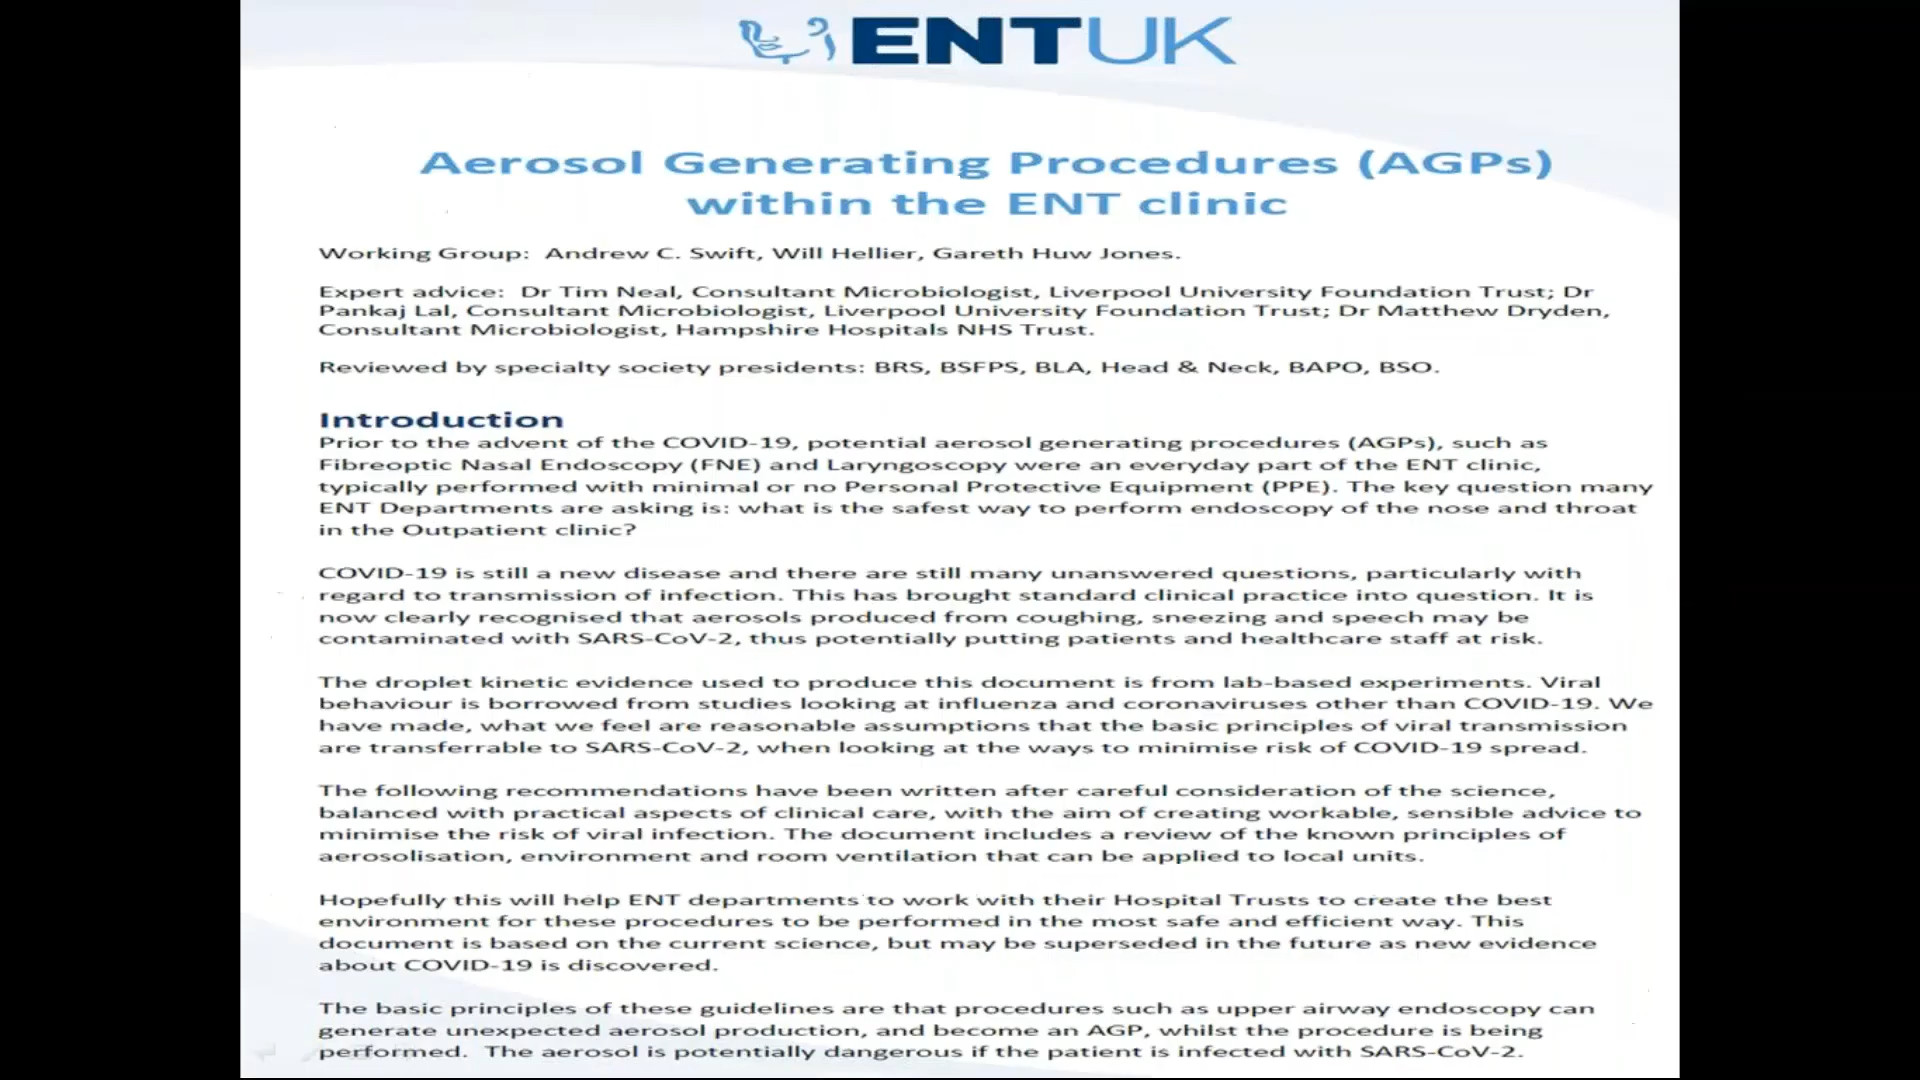 ENTUK
Aerosol Generating Procedures (AGPs)
within the ENT clinic
Working Group:  Andrew C. Swift, Will Hellier, Gareth Huw Jones.
Expert advice:  Dr Tim Neal, Consultant Microbiologist, Liverpool University Foundation Trust; Dr
Pankaj Lal, Consultant Microbiologist, Liverpool University Foundation Trust; Dr Matthew Dryden,
Consultant Microbiologist, Hampshire Hospitals NHS Trust.
Reviewed by specialty society presidents: BRS, BSFPS, BLA, Head & Neck, BAPO, BSO.
Introduction
Prior to the advent of the COVID-19, potential aerosol generating procedures (AGPs), such as
Fibreoptic Nasal Endoscopy (FNE) and Laryngoscopy were an everyday part of the ENT clinic,
typically performed with minimal or no Personal Protective Equipment (PPE). The key question many
ENT Departments are asking is: what is the safest way to perform endoscopy of the nose and throat
in the Outpatient clinic?
COVID-19 is still a new disease and there are still many unanswered questions, particularly with
regard to transmission of infection. This has brought standard clinical practice into question. It is
now clearly recognised that aerosols produced from coughing, sneezing and speech may be
contaminated with SARS-CoV-2, thus potentially putting patients and healthcare staff at risk.
The droplet kinetic evidence used to produce this document is from lab-based experiments. Viral
behaviour is borrowed from studies looking at influenza and coronaviruses other than COVID-19. We
have made, what we feel are reasonable assumptions that the basic principles of viral transmission
are transferrable to SARS-CoV-2, when looking at the ways to minimise risk of COVID-19 spread.
The following recommendations have been written after careful consideration of the science,
balanced with practical aspects of clinical care, with the aim of creating workable, sensible advice to
minimise the risk of viral infection. The document includes a review of the known principles of
aerosolisation, environment and room ventilation that can be applied to local units.
Hopefully this will help ENT departments to work with their Hospital Trusts to create the best
environment for these procedures to be performed in the most safe and efficient way. This
document is based on the current science, but may be superseded in the future as new evidence
about COVID-19 is discovered.
The basic principles of these guidelines are that procedures such as upper airway endoscopy can
generate unexpected aerosol production, and become an AGP, whilst the procedure is being
performed.  The aerosol is potentially dangerous if the patient is infected with SARS-CoV-2.